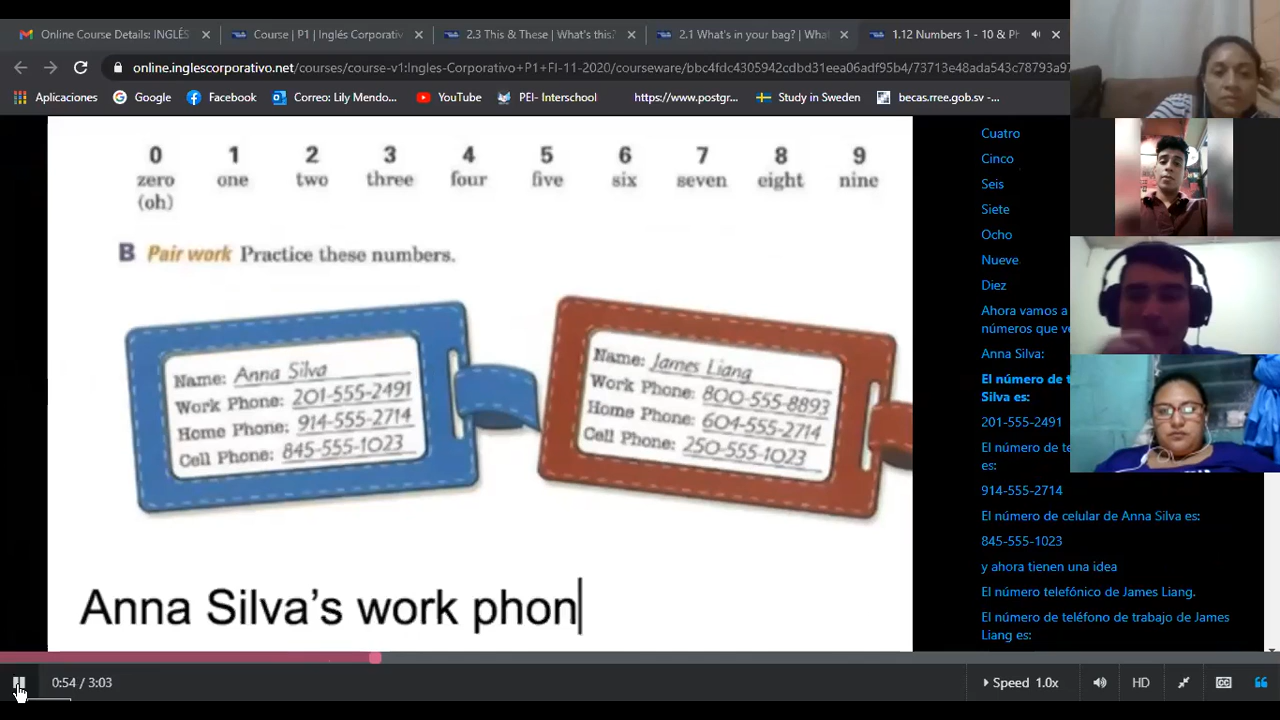 Online Course Details: INGLÉS
Course | P1 | Inglés Corporativ
2.3 This & These | What's this?
2.1 What's in your bag? | What
1.12 Numbers 1 - 10 & Ph
online.inglescorporativo.net/courses/course-v1:Ingles-Corporativo+P1+FI-11-2020/courseware/bbc4fdc4305942cdbd31eea06adf95b4/73713e48ada543c78793a97
Aplicaciones
Google
Facebook
Correo: Lily Mendo...
YouTube
PEI- Interschool
https://www.postgr...
Study in Sweden
becas.rree.gob.sv -...
0 1 2 3 4 5 6 7 8 9
zero one two three four five six seven eight nine
(oh)
B Pair work Practice these numbers.
Name: Anna Silva
Work Phone: 201-555-2491
Home Phone: 914-555-2714
Cell Phone: 845-555-1023
Name: James Liang
Work Phone: 800-555-8893
Home Phone: 604-555-2714
Cell Phone: 250-555-1023
Anna Silva's work phon
Cuatro
Cinco
Seis
Siete
Ocho
Nueve
Diez
Ahora vamos a
números que ve
Anna Silva:
El número de t
Silva es:
201-555-2491
El número de te
es:
914-555-2714
El número de celular de Anna Silva es:
845-555-1023
y ahora tienen una idea
El número telefónico de James Liang.
El número de teléfono de trabajo de James
Liang es:
0:54 / 3:03
Speed 1.0x
HD
CC